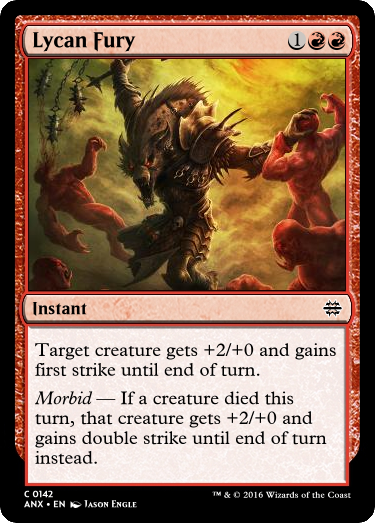 Lycan Fury 1
Instant
Target creature gets +2/+0 and gains
first strike until end of turn.
Morbid — If a creature died this
turn, that creature gets +2/+0 and
gains double strike until end of turn
instead.
C 0142
ANX • EN Jason Engle
™ & © 2016 Wizards of the Coast